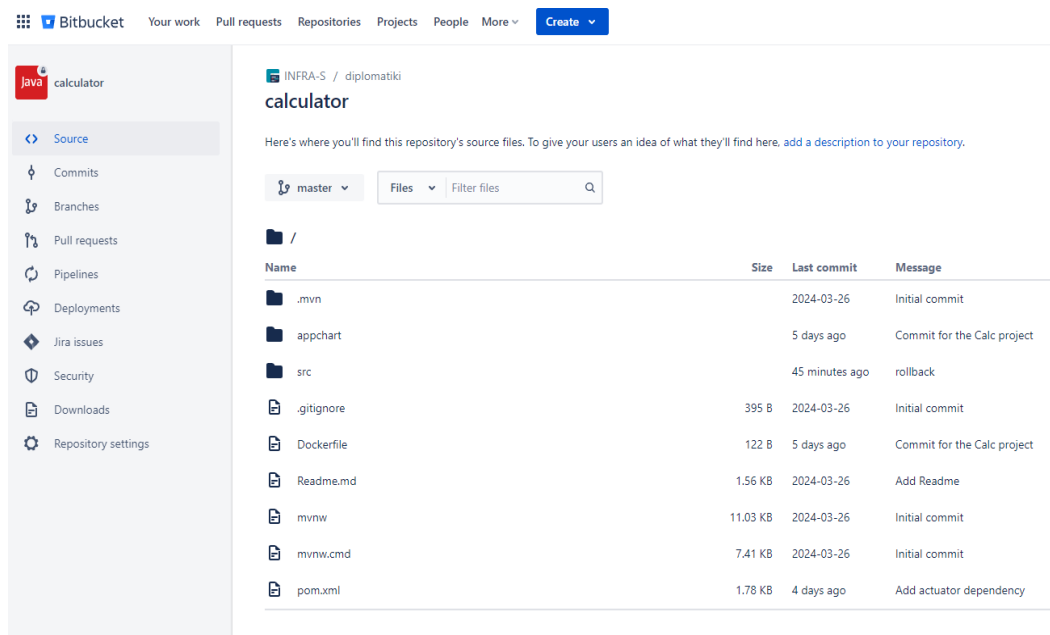 Bitbucket Your work Pull requests Repositories Projects People More Create
Java calculator
Source
Commits
Branches
Pull requests
Pipelines
Deployments
Jira issues
Security
Downloads
Repository settings
INFRA-S / diplomatiki
calculator
Here's where you'll find this repository's source files. To give your users an idea of what they'll find here, add a description to your repository.
master Files Filter files
/
Name Size Last commit Message
.mvn 2024-03-26 Initial commit
appchart 5 days ago Commit for the Calc project
src 45 minutes ago rollback
.gitignore 395 B 2024-03-26 Initial commit
Dockerfile 122 B 5 days ago Commit for the Calc project
Readme.md 1.56 KB 2024-03-26 Add Readme
mvnw 11.03 KB 2024-03-26 Initial commit
mvnw.cmd 7.41 KB 2024-03-26 Initial commit
pom.xml 1.78 KB 4 days ago Add actuator dependency